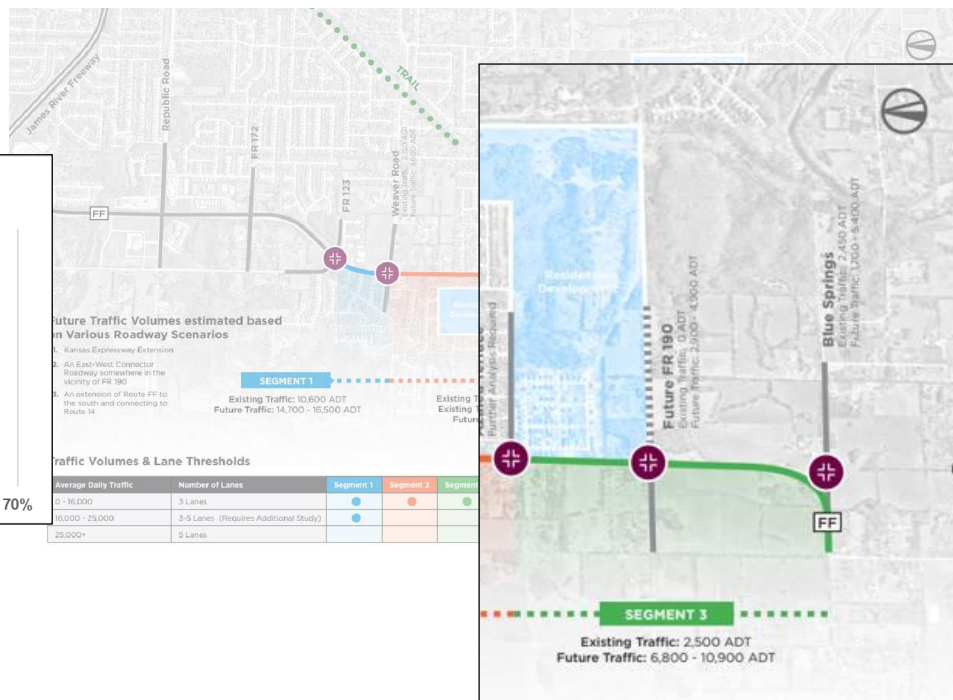 James River Freeway
Republic Road
FR 172
TRAIL
FR 123
Weaver Road
FF
Future Traffic Volumes estimated based
on Various Roadway Scenarios
1. Kansas Expressway Extension
2. An East-West Connector
Roadway somewhere in the
vicinity of FR 190
3. An extension of Route FF to
the south and connecting to
Route 14
SEGMENT 1
Existing Traffic: 10,600 ADT
Future Traffic: 14,700 - 16,500 ADT
Existing
Existing
Future
Traffic Volumes & Lane Thresholds
Average Daily Traffic Number of Lanes Segment 1 Segment 2 Segment
0 - 16,000 3 Lanes
16,000 - 25,000 3-5 Lanes (Requires Additional Study)
25,000+ 5 Lanes
70%
Residential
Development
Further Analysis Required
Future FR 190
Existing Traffic: 0 ADT
Future Traffic: 2,900 - 4,900 ADT
Blue Springs
Existing Traffic: 2,450 ADT
Future Traffic: 1,700 - 5,400 ADT
FF
SEGMENT 3
Existing Traffic: 2,500 ADT
Future Traffic: 6,800 - 10,900 ADT